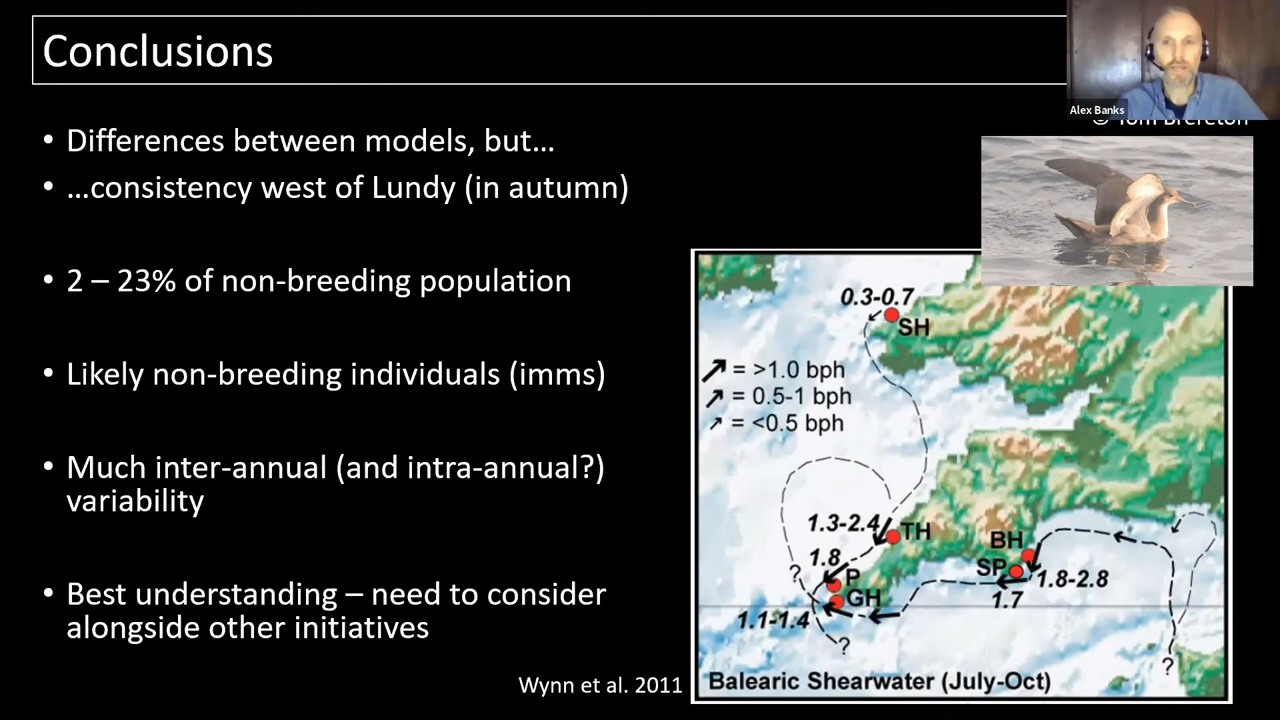 Conclusions
Alex Banks
© Tom Brereton
• Differences between models, but…
• …consistency west of Lundy (in autumn)
• 2 – 23% of non-breeding population
• Likely non-breeding individuals (imms)
• Much inter-annual (and intra-annual?)
variability
• Best understanding – need to consider
alongside other initiatives
Wynn et al. 2011
0.3-0.7
SH
= >1.0 bph
= 0.5-1 bph
= <0.5 bph
1.3-2.4
TH
1.8
P
?
GH
1.1-1.4
?
BH
SP
1.8-2.8
1.7
?
Balearic Shearwater (July-Oct)